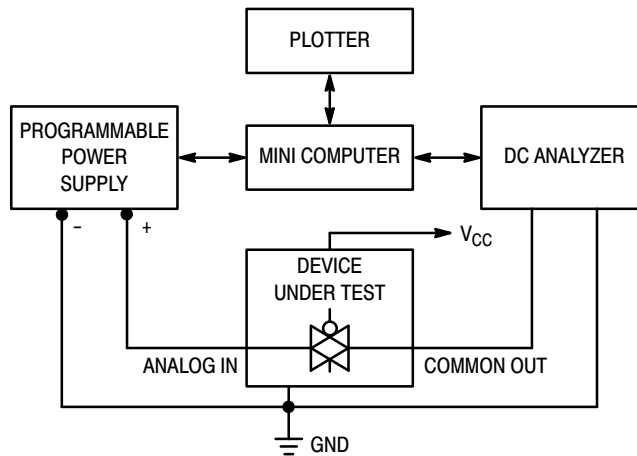 PLOTTER
PROGRAMMABLE
POWER
SUPPLY
MINI COMPUTER
DC ANALYZER
– +
VCC
DEVICE
UNDER TEST
ANALOG IN
COMMON OUT
GND